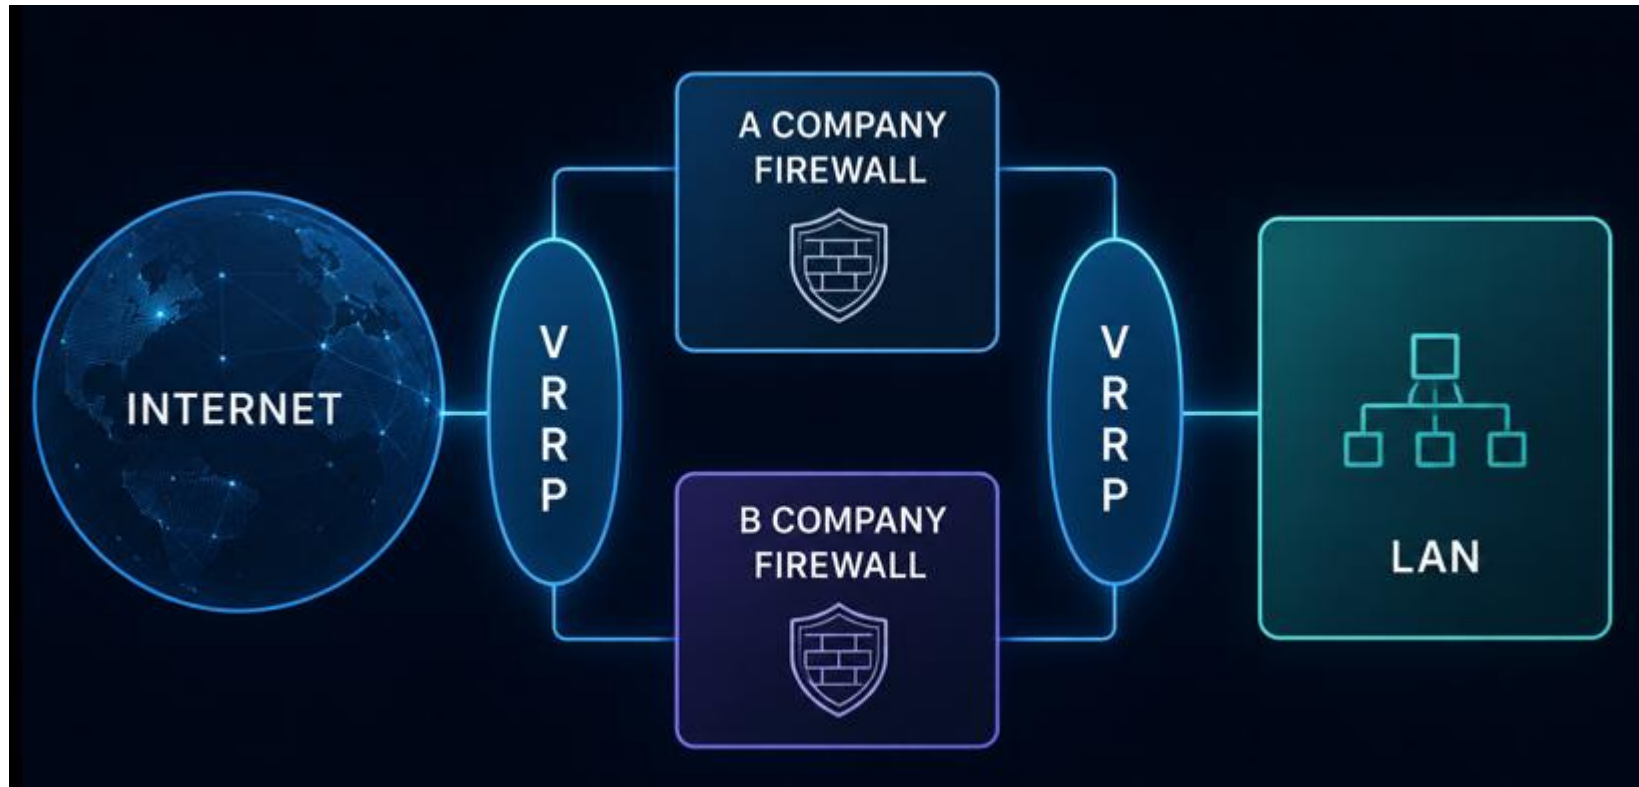 INTERNET
V
R
R
P
A COMPANY
FIREWALL
B COMPANY
FIREWALL
V
R
R
P
LAN